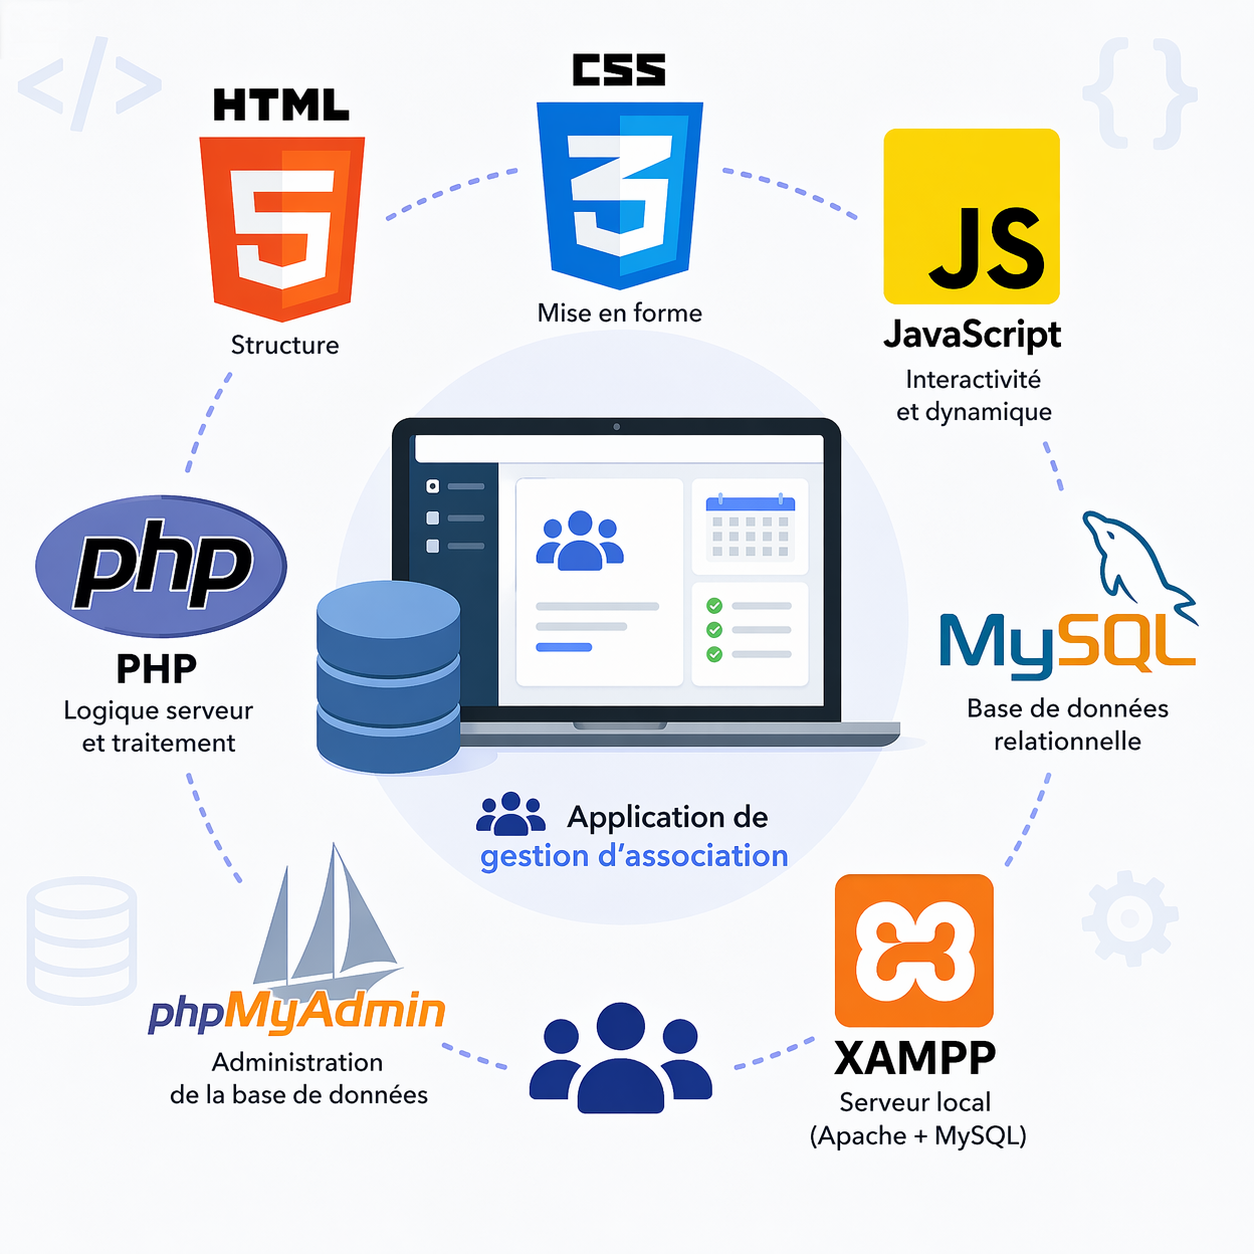 CSS
HTML
5
3
JS
Mise en forme
Structure
JavaScript
Interactivité
et dynamique
php
PHP
Logique serveur
et traitement
MySQL
Base de données
relationnelle
Application de
gestion d’association
phpMyAdmin
Administration
de la base de données
XAMPP
Serveur local
(Apache + MySQL)